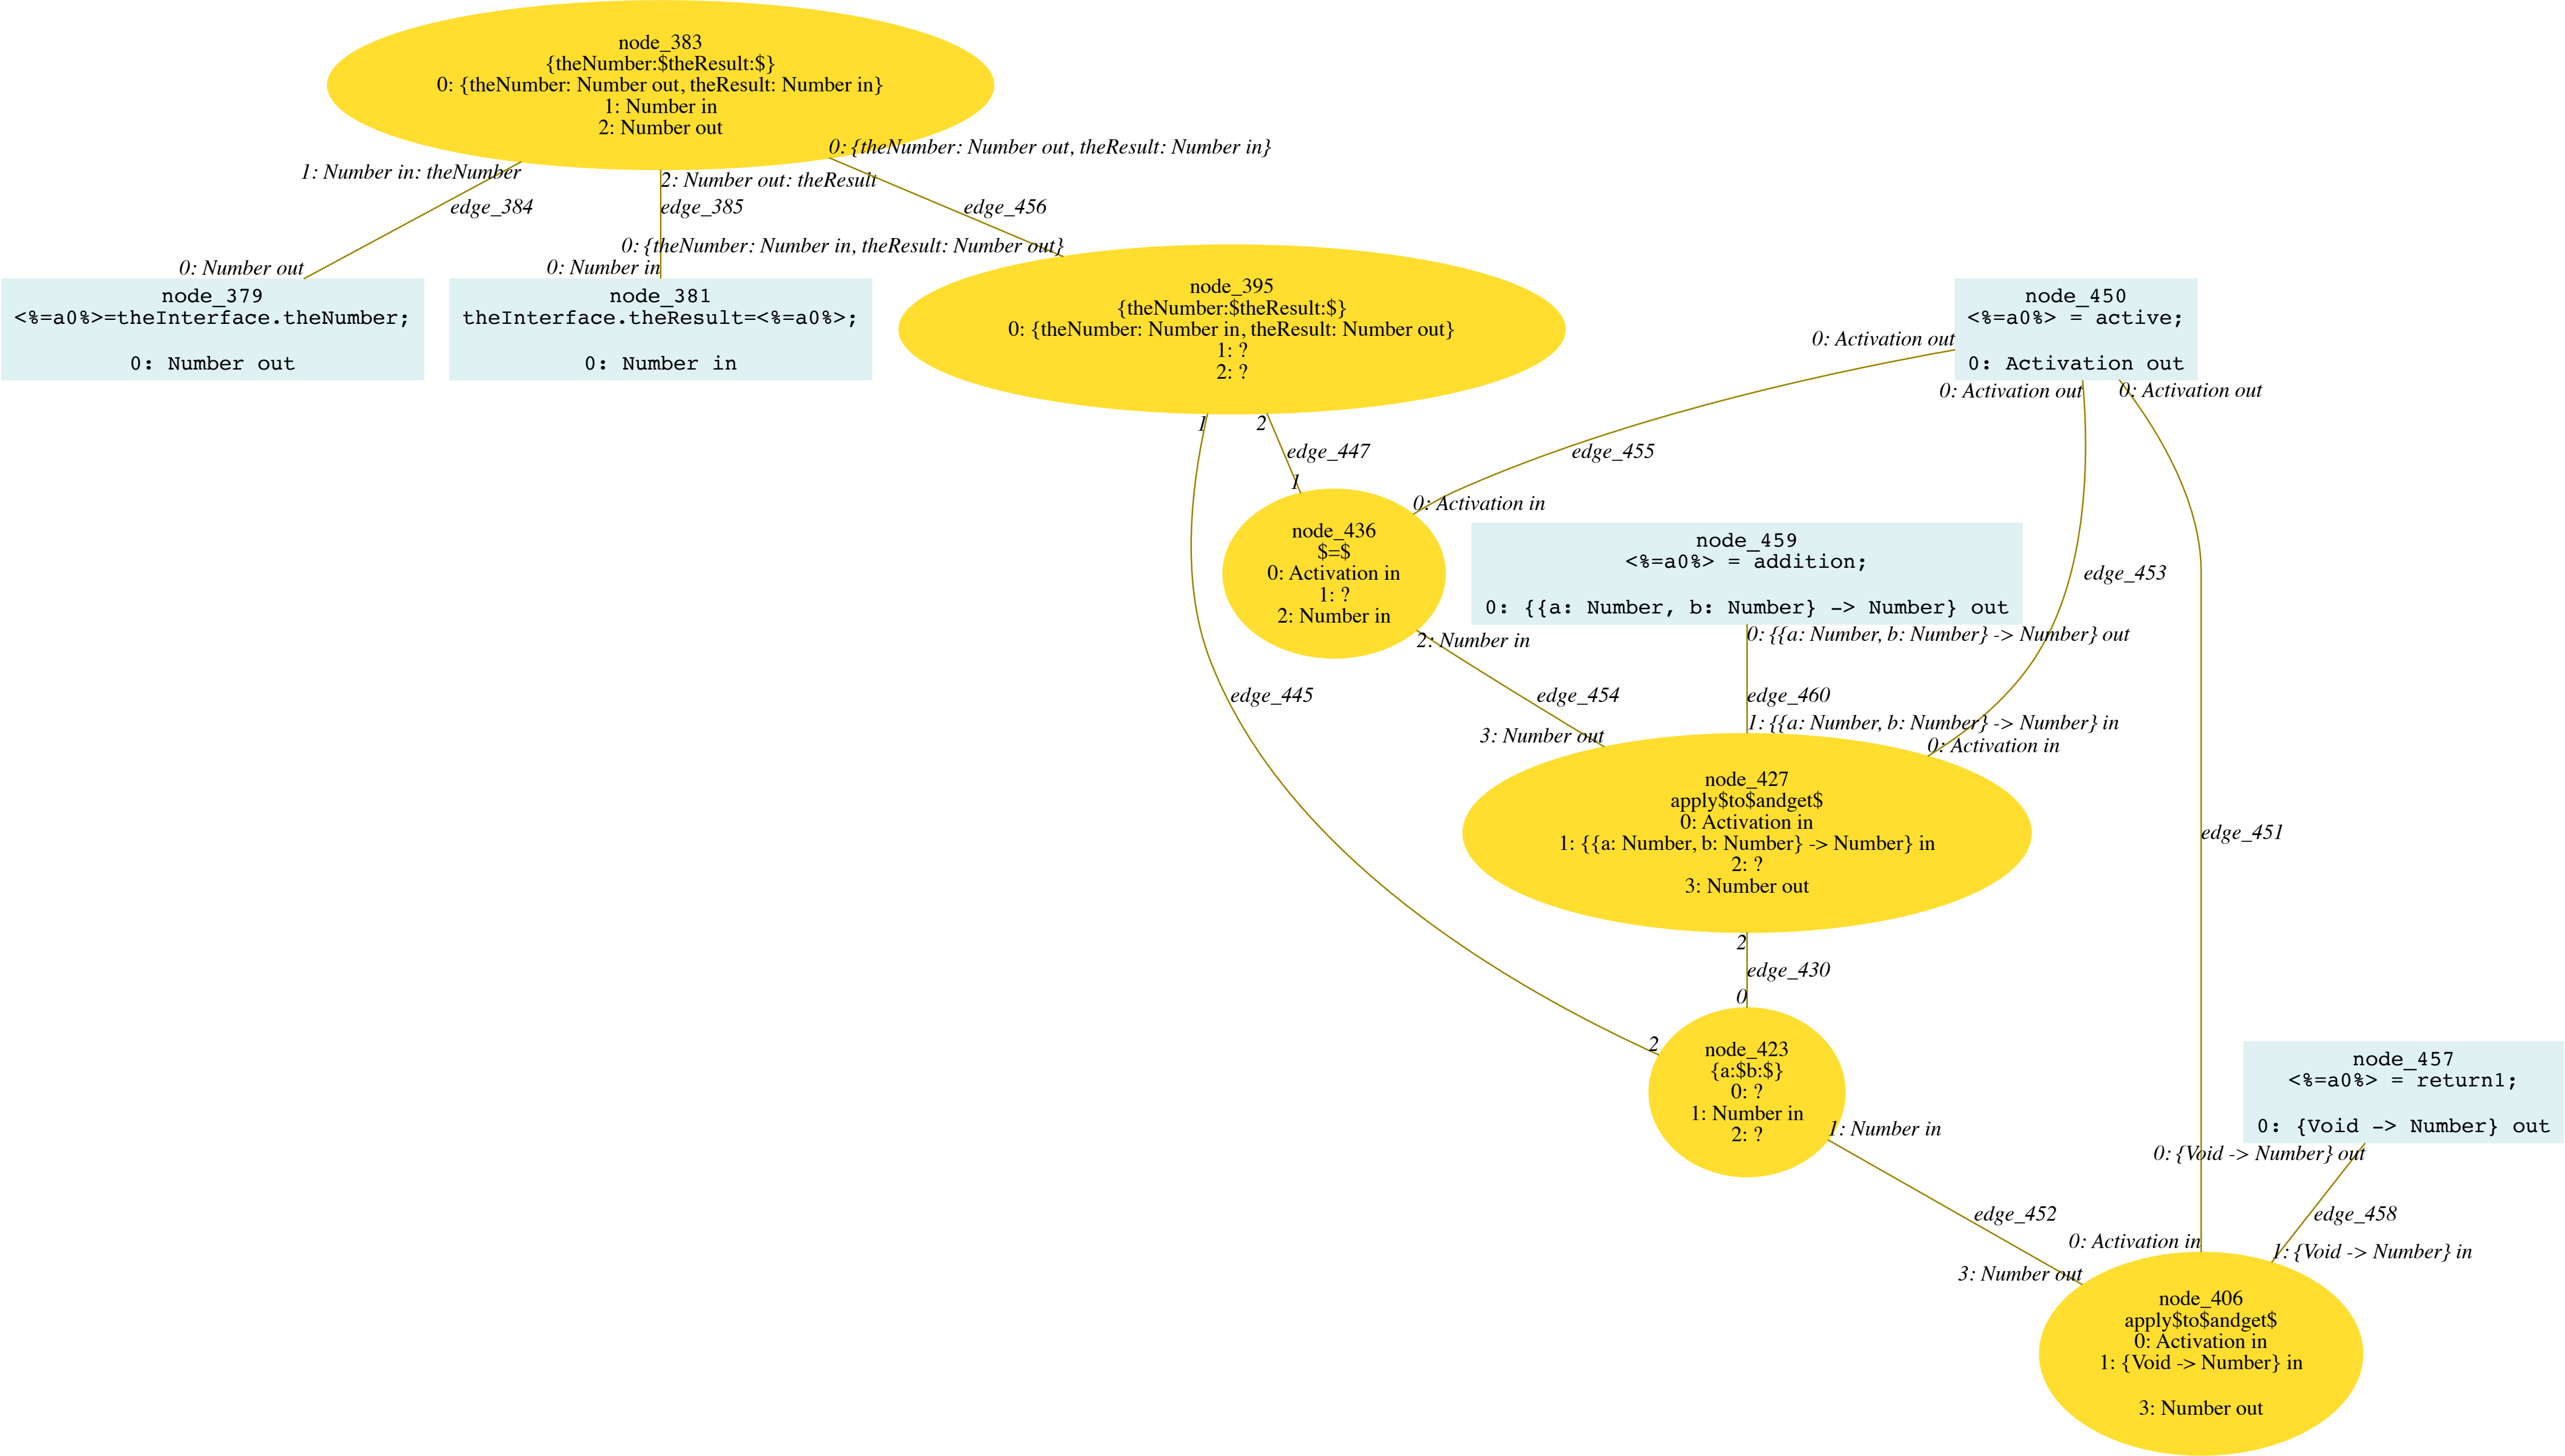 node_383
{theNumber:$theResult:$}
0: {theNumber: Number out, theResult: Number in}
1: Number in
2: Number out
0: {theNumber: Number out, theResult: Number in}
1: Number in: theNumber
2: Number out: theResult
edge_384
edge_385
edge_456
0: {theNumber: Number in, theResult: Number out}
0: Number out
0: Number in
node_379
<%=a0%>=theInterface.theNumber;
0: Number out
node_381
theInterface.theResult=<%=a0%>;
0: Number in
node_395
{theNumber:$theResult:$}
0: {theNumber: Number in, theResult: Number out}
1: ?
2: ?
node_450
<%=a0%> = active;
0: Activation out
0: Activation out
0: Activation out
0: Activation out
1
2
edge_447
edge_455
1
0: Activation in
node_436
$=$
0: Activation in
1: ?
2: Number in
node_459
<%=a0%> = addition;
0: {{a: Number, b: Number} -> Number} out
edge_453
2: Number in
0: {{a: Number, b: Number} -> Number} out
edge_445
edge_454
edge_460
3: Number out
1: {{a: Number, b: Number} -> Number} in
0: Activation in
node_427
apply$to$andget$
0: Activation in
1: {{a: Number, b: Number} -> Number} in
2: ?
3: Number out
edge_451
2
edge_430
0
2
node_423
{a:$b:$}
0: ?
1: Number in
2: ?
1: Number in
node_457
<%=a0%> = return1;
0: {Void -> Number} out
0: {Void -> Number} out
edge_452
edge_458
0: Activation in
1: {Void -> Number} in
3: Number out
node_406
apply$to$andget$
0: Activation in
1: {Void -> Number} in
3: Number out